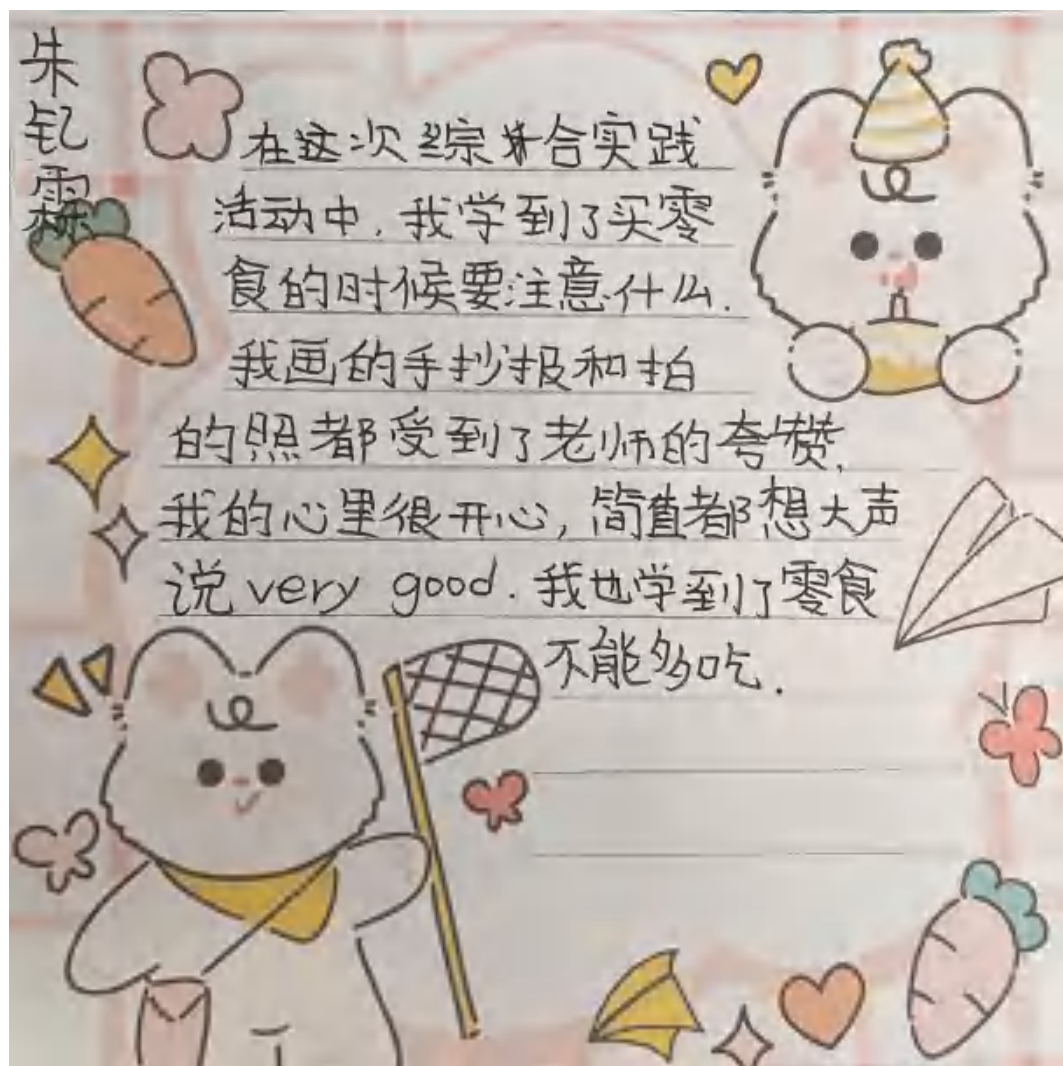 朱钇霖
在这次综合实践
活动中，我学到了买零
食的时候要注意什么.
我画的手抄报和拍
的照都受到了老师的夸赞,
我的心里很开心，简直都想大声
说 very good. 我也学到了零食
不能多吃.